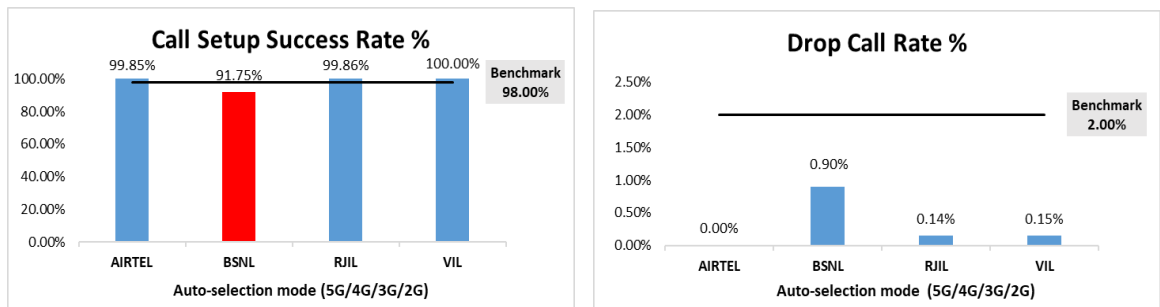 Call Setup Success Rate %
99.85%
91.75%
99.86%
100.00%
Benchmark
98.00%
100.00%
80.00%
60.00%
40.00%
20.00%
0.00%
AIRTEL
BSNL
RJIL
VIL
Auto-selection mode (5G/4G/3G/2G)
Drop Call Rate %
2.50%
2.00%
1.50%
1.00%
0.50%
0.00%
Benchmark
2.00%
0.00%
0.90%
0.14%
0.15%
AIRTEL
BSNL
RJIL
VIL
Auto-selection mode (5G/4G/3G/2G)